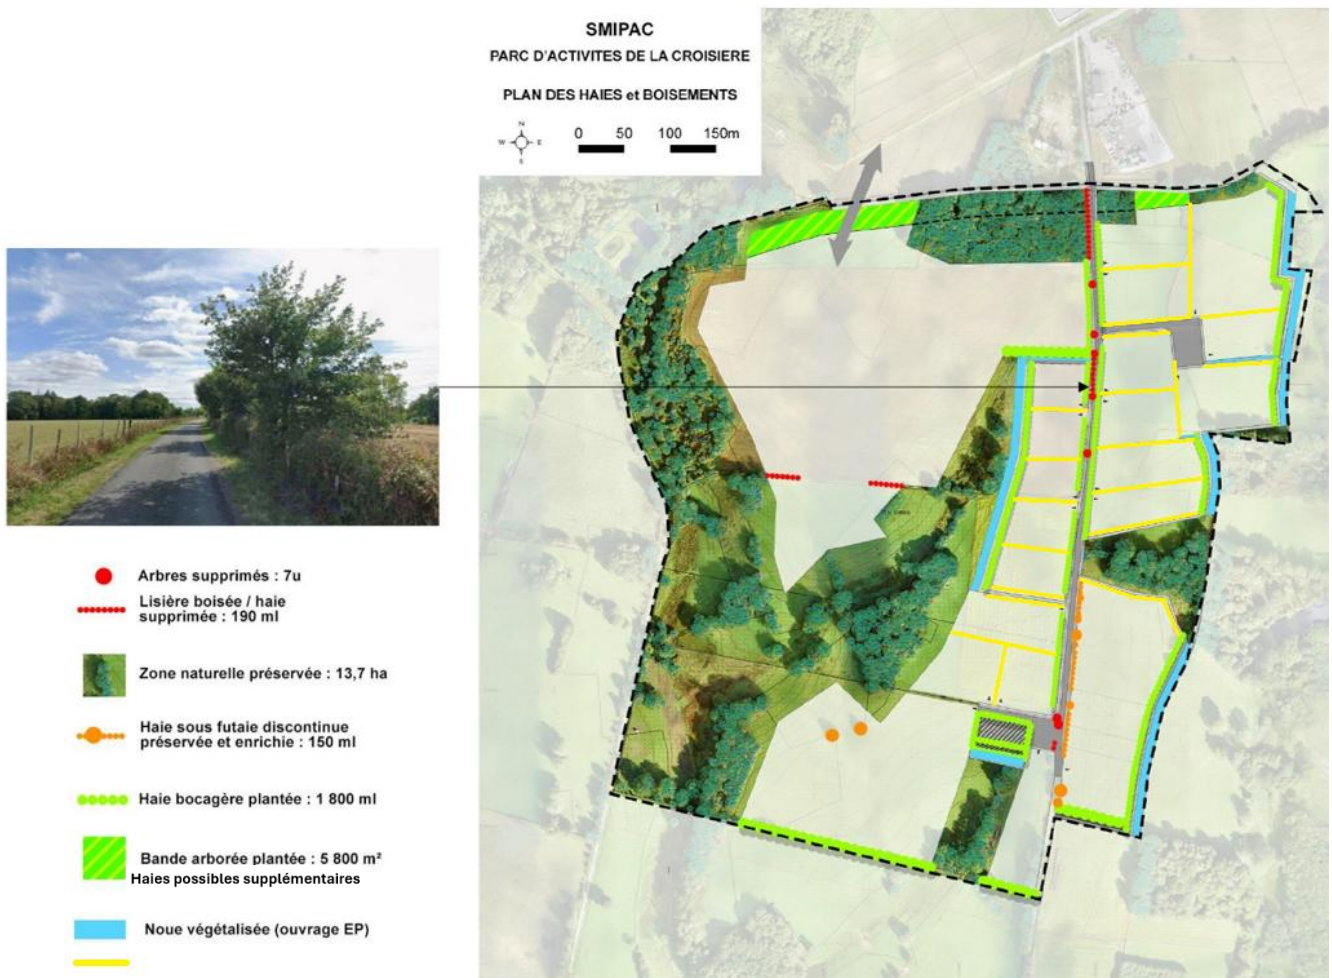 SMIPAC
PARC D'ACTIVITES DE LA CROISIERE
PLAN DES HAIES et BOISEMENTS
N
W E
S
0 50 100 150m
Arbres supprimés : 7u
Lisière boisée / haie
supprimée : 190 ml
Zone naturelle préservée : 13,7 ha
Haie sous futaie discontinue
préservée et enrichie : 150 ml
Haie bocagère plantée : 1 800 ml
Bande arborée plantée : 5 800 m²
Haies possibles supplémentaires
Noue végétalisée (ouvrage EP)